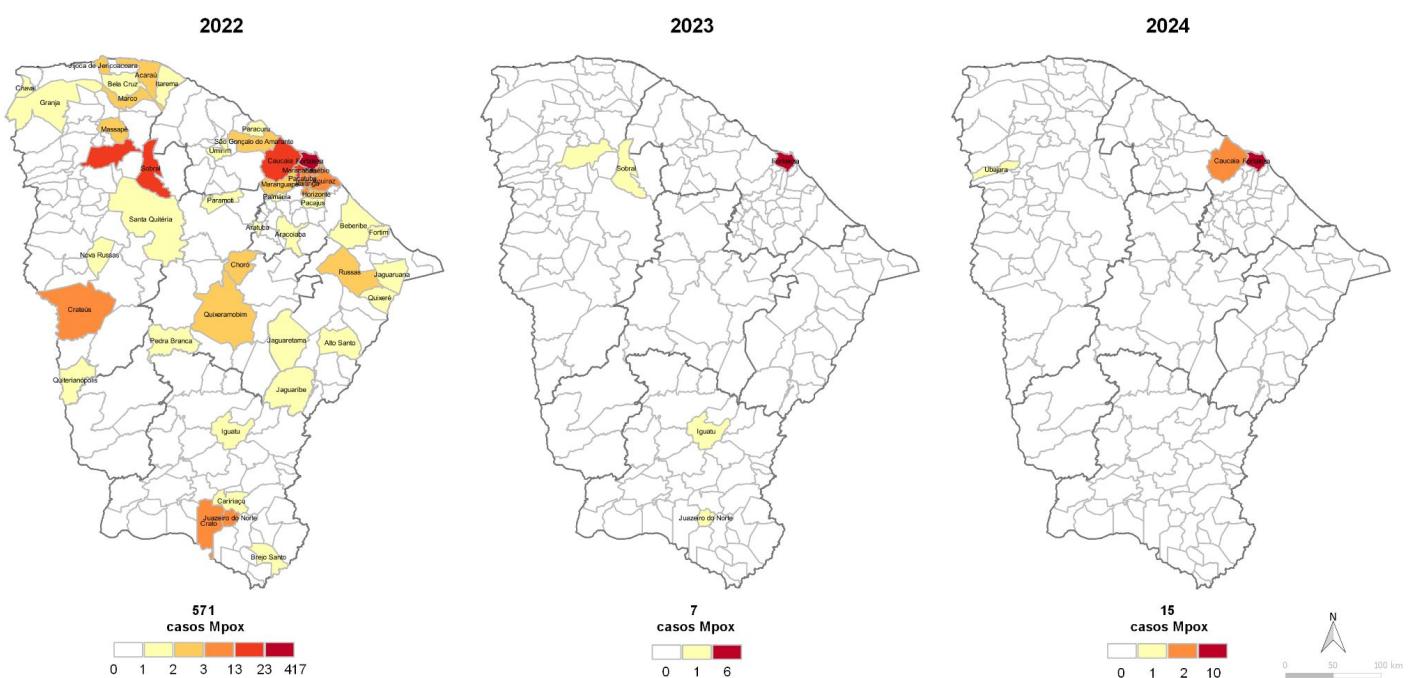 2022
2023
2024
Jijoca de Jericoacoara
Acaraú
Chaval
Bela Cruz
Itarema
Granja
Marco
Massapê
Paracuru
São Gonçalo do Amarante
Umirim
Sobral
Caucaia
Fortaleza
Maranguape
Palmácia
Horizonte
Pacajus
Paramoti
Santa Quitéria
Aratuba
Aracoiaba
Beberibe
Fortim
Nova Russas
Choró
Russas
Jaguaruana
Quixeré
Crateús
Quixeramobim
Pedra Branca
Jaguaretama
Alto Santo
Quiterianópolis
Jaguaribe
Iguatu
Caririaçu
Juazeiro do Norte
Crato
Brejo Santo
571
casos Mpox
0 1 2 3 13 23 417
Fortaleza
Sobral
Iguatu
Juazeiro do Norte
7
casos Mpox
0 1 6
Caucaia Fortaleza
Ubajara
15
casos Mpox
0 1 2 10
N
0 50 100 km